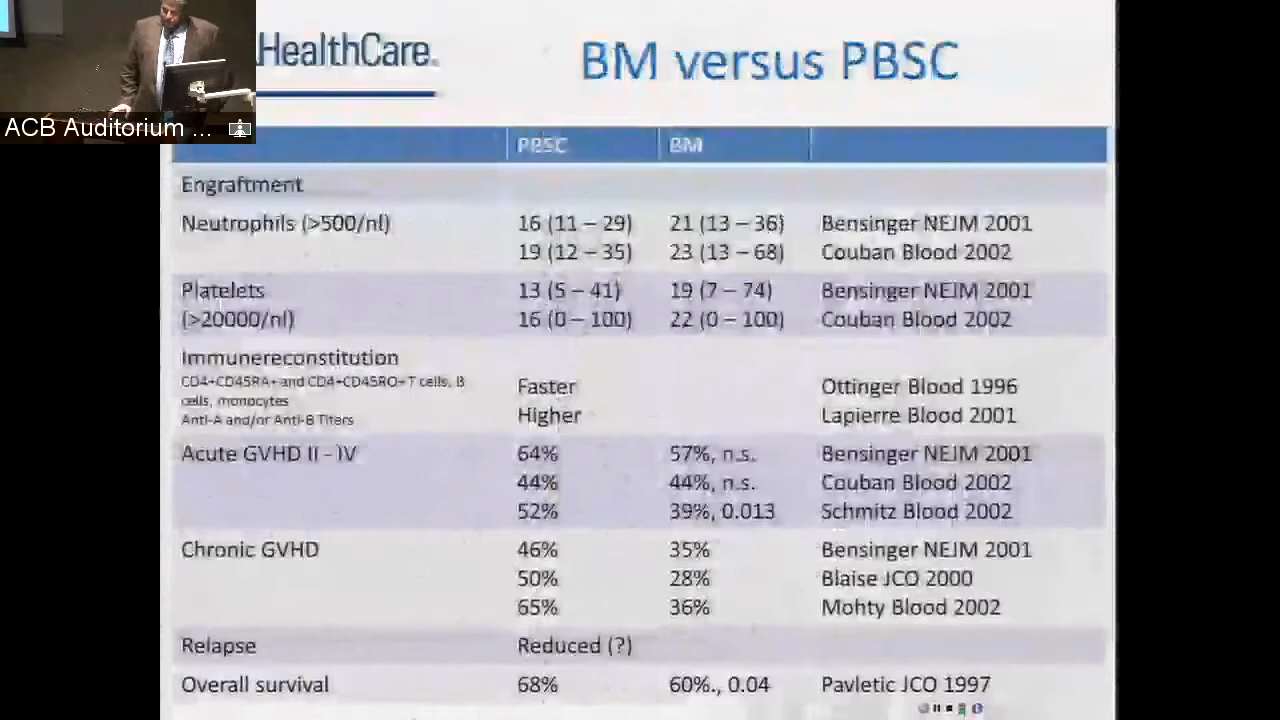 HealthCare.
BM versus PBSC
ACB Auditorium ...
PBSC BM
Engraftment
Neutrophils (>500/nl) 16 (11 – 29) 21 (13 – 36) Bensinger NEJM 2001
19 (12 – 35) 23 (13 – 68) Couban Blood 2002
Platelets 13 (5 – 41) 19 (7 – 74) Bensinger NEJM 2001
(>20000/nl) 16 (0 – 100) 22 (0 – 100) Couban Blood 2002
Immunereconstitution
CD4+CD45RA+ and CD4+CD45RO+ T cells, B Faster Ottinger Blood 1996
cells, monocytes
Anti-A and/or Anti-B Titers Higher Lapierre Blood 2001
Acute GVHD II - IV 64% 57%, n.s. Bensinger NEJM 2001
44% 44%, n.s. Couban Blood 2002
52% 39%, 0.013 Schmitz Blood 2002
Chronic GVHD 46% 35% Bensinger NEJM 2001
50% 28% Blaise JCO 2000
65% 36% Mohty Blood 2002
Relapse Reduced (?)
Overall survival 68% 60%., 0.04 Pavletic JCO 1997